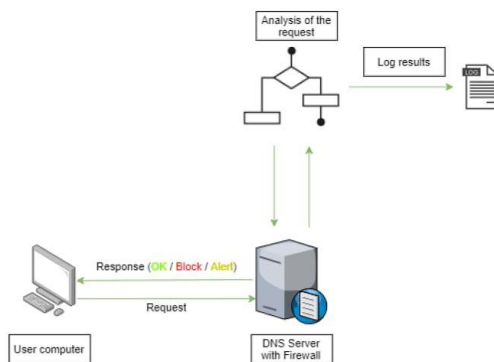 Analysis of the
request
Log results
LOG
Response (OK / Block / Alert)
Request
User computer
DNS Server
with Firewall